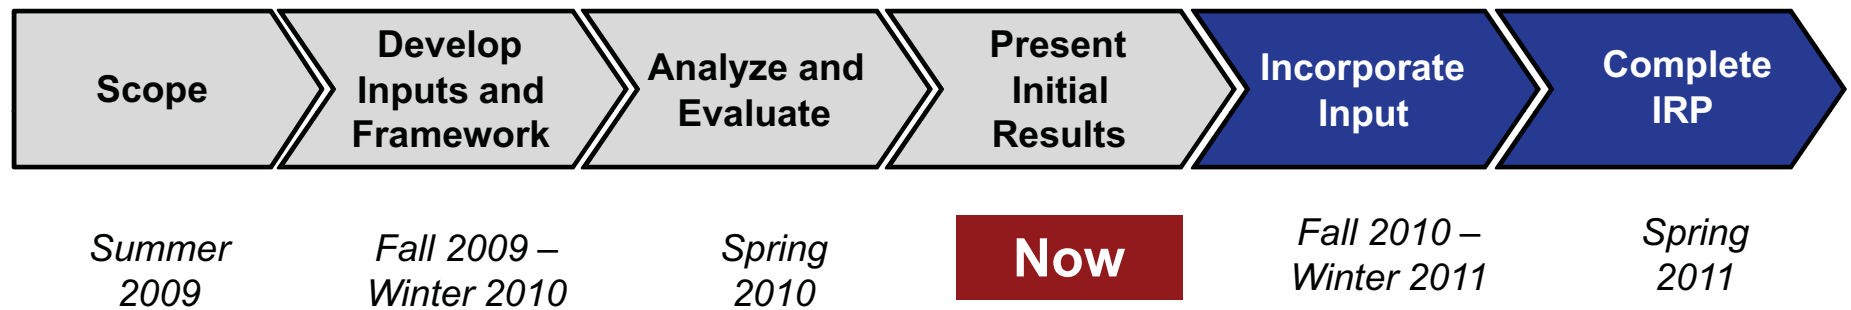 Scope
Develop
Inputs and
Framework
Analyze and
Evaluate
Present
Initial
Results
Incorporate
Input
Complete
IRP
Summer
2009
Fall 2009 –
Winter 2010
Spring
2010
Now
Fall 2010 –
Winter 2011
Spring
2011